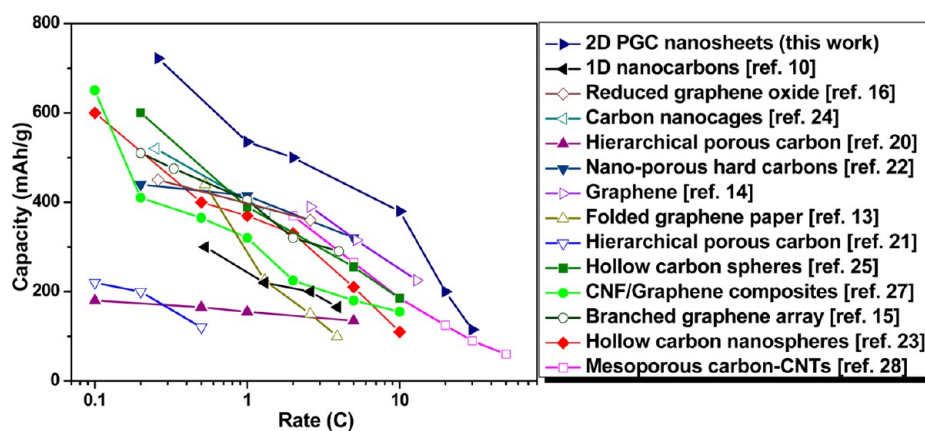 800
600
400
200
0
Capacity (mAh/g)
0.1
1
10
Rate (C)
2D PGC nanosheets (this work)
1D nanocarbons [ref. 10]
Reduced graphene oxide [ref. 16]
Carbon nanocages [ref. 24]
Hierarchical porous carbon [ref. 20]
Nano-porous hard carbons [ref. 22]
Graphene [ref. 14]
Folded graphene paper [ref. 13]
Hierarchical porous carbon [ref. 21]
Hollow carbon spheres [ref. 25]
CNF/Graphene composites [ref. 27]
Branched graphene array [ref. 15]
Hollow carbon nanospheres [ref. 23]
Mesoporous carbon-CNTs [ref. 28]